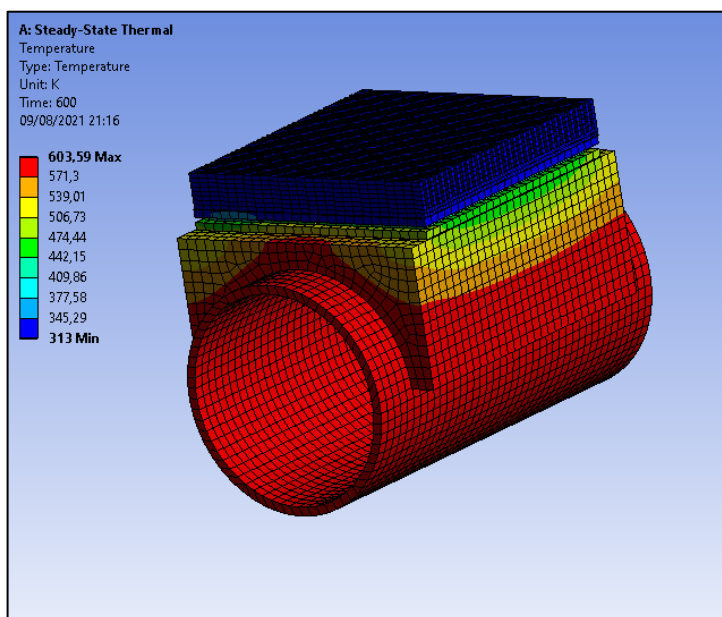 A: Steady-State Thermal
Temperature
Type: Temperature
Unit: K
Time: 600
09/08/2021 21:16
603,59 Max
571,3
539,01
506,73
474,44
442,15
409,86
377,58
345,29
313 Min